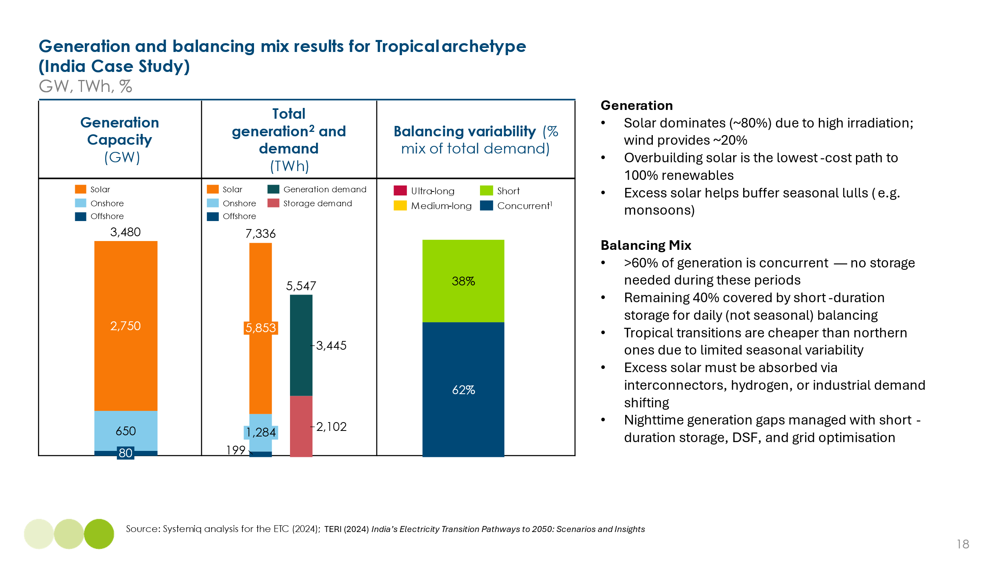 Generation and balancing mix results for Tropical archetype
(India Case Study)
GW, TWh, %
Generation
Capacity
(GW)
Total
generation² and
demand
(TWh)
Balancing variability (%
mix of total demand)
Solar
Onshore
Offshore
3,480
2,750
650
80
Solar
Onshore
Offshore
Generation demand
Storage demand
7,336
5,853
1,284
199
5,547
3,445
2,102
Ultra-long
Medium-long
Short
Concurrent¹
38%
62%
Generation
• Solar dominates (~80%) due to high irradiation;
wind provides ~20%
• Overbuilding solar is the lowest-cost path to
100% renewables
• Excess solar helps buffer seasonal lulls (e.g.
monsoons)
Balancing Mix
• >60% of generation is concurrent — no storage
needed during these periods
• Remaining 40% covered by short-duration
storage for daily (not seasonal) balancing
• Tropical transitions are cheaper than northern
ones due to limited seasonal variability
• Excess solar must be absorbed via
interconnectors, hydrogen, or industrial demand
shifting
• Nighttime generation gaps managed with short-
duration storage, DSF, and grid optimisation
Source: Systemiq analysis for the ETC (2024); TERI (2024) India's Electricity Transition Pathways to 2050: Scenarios and Insights
18